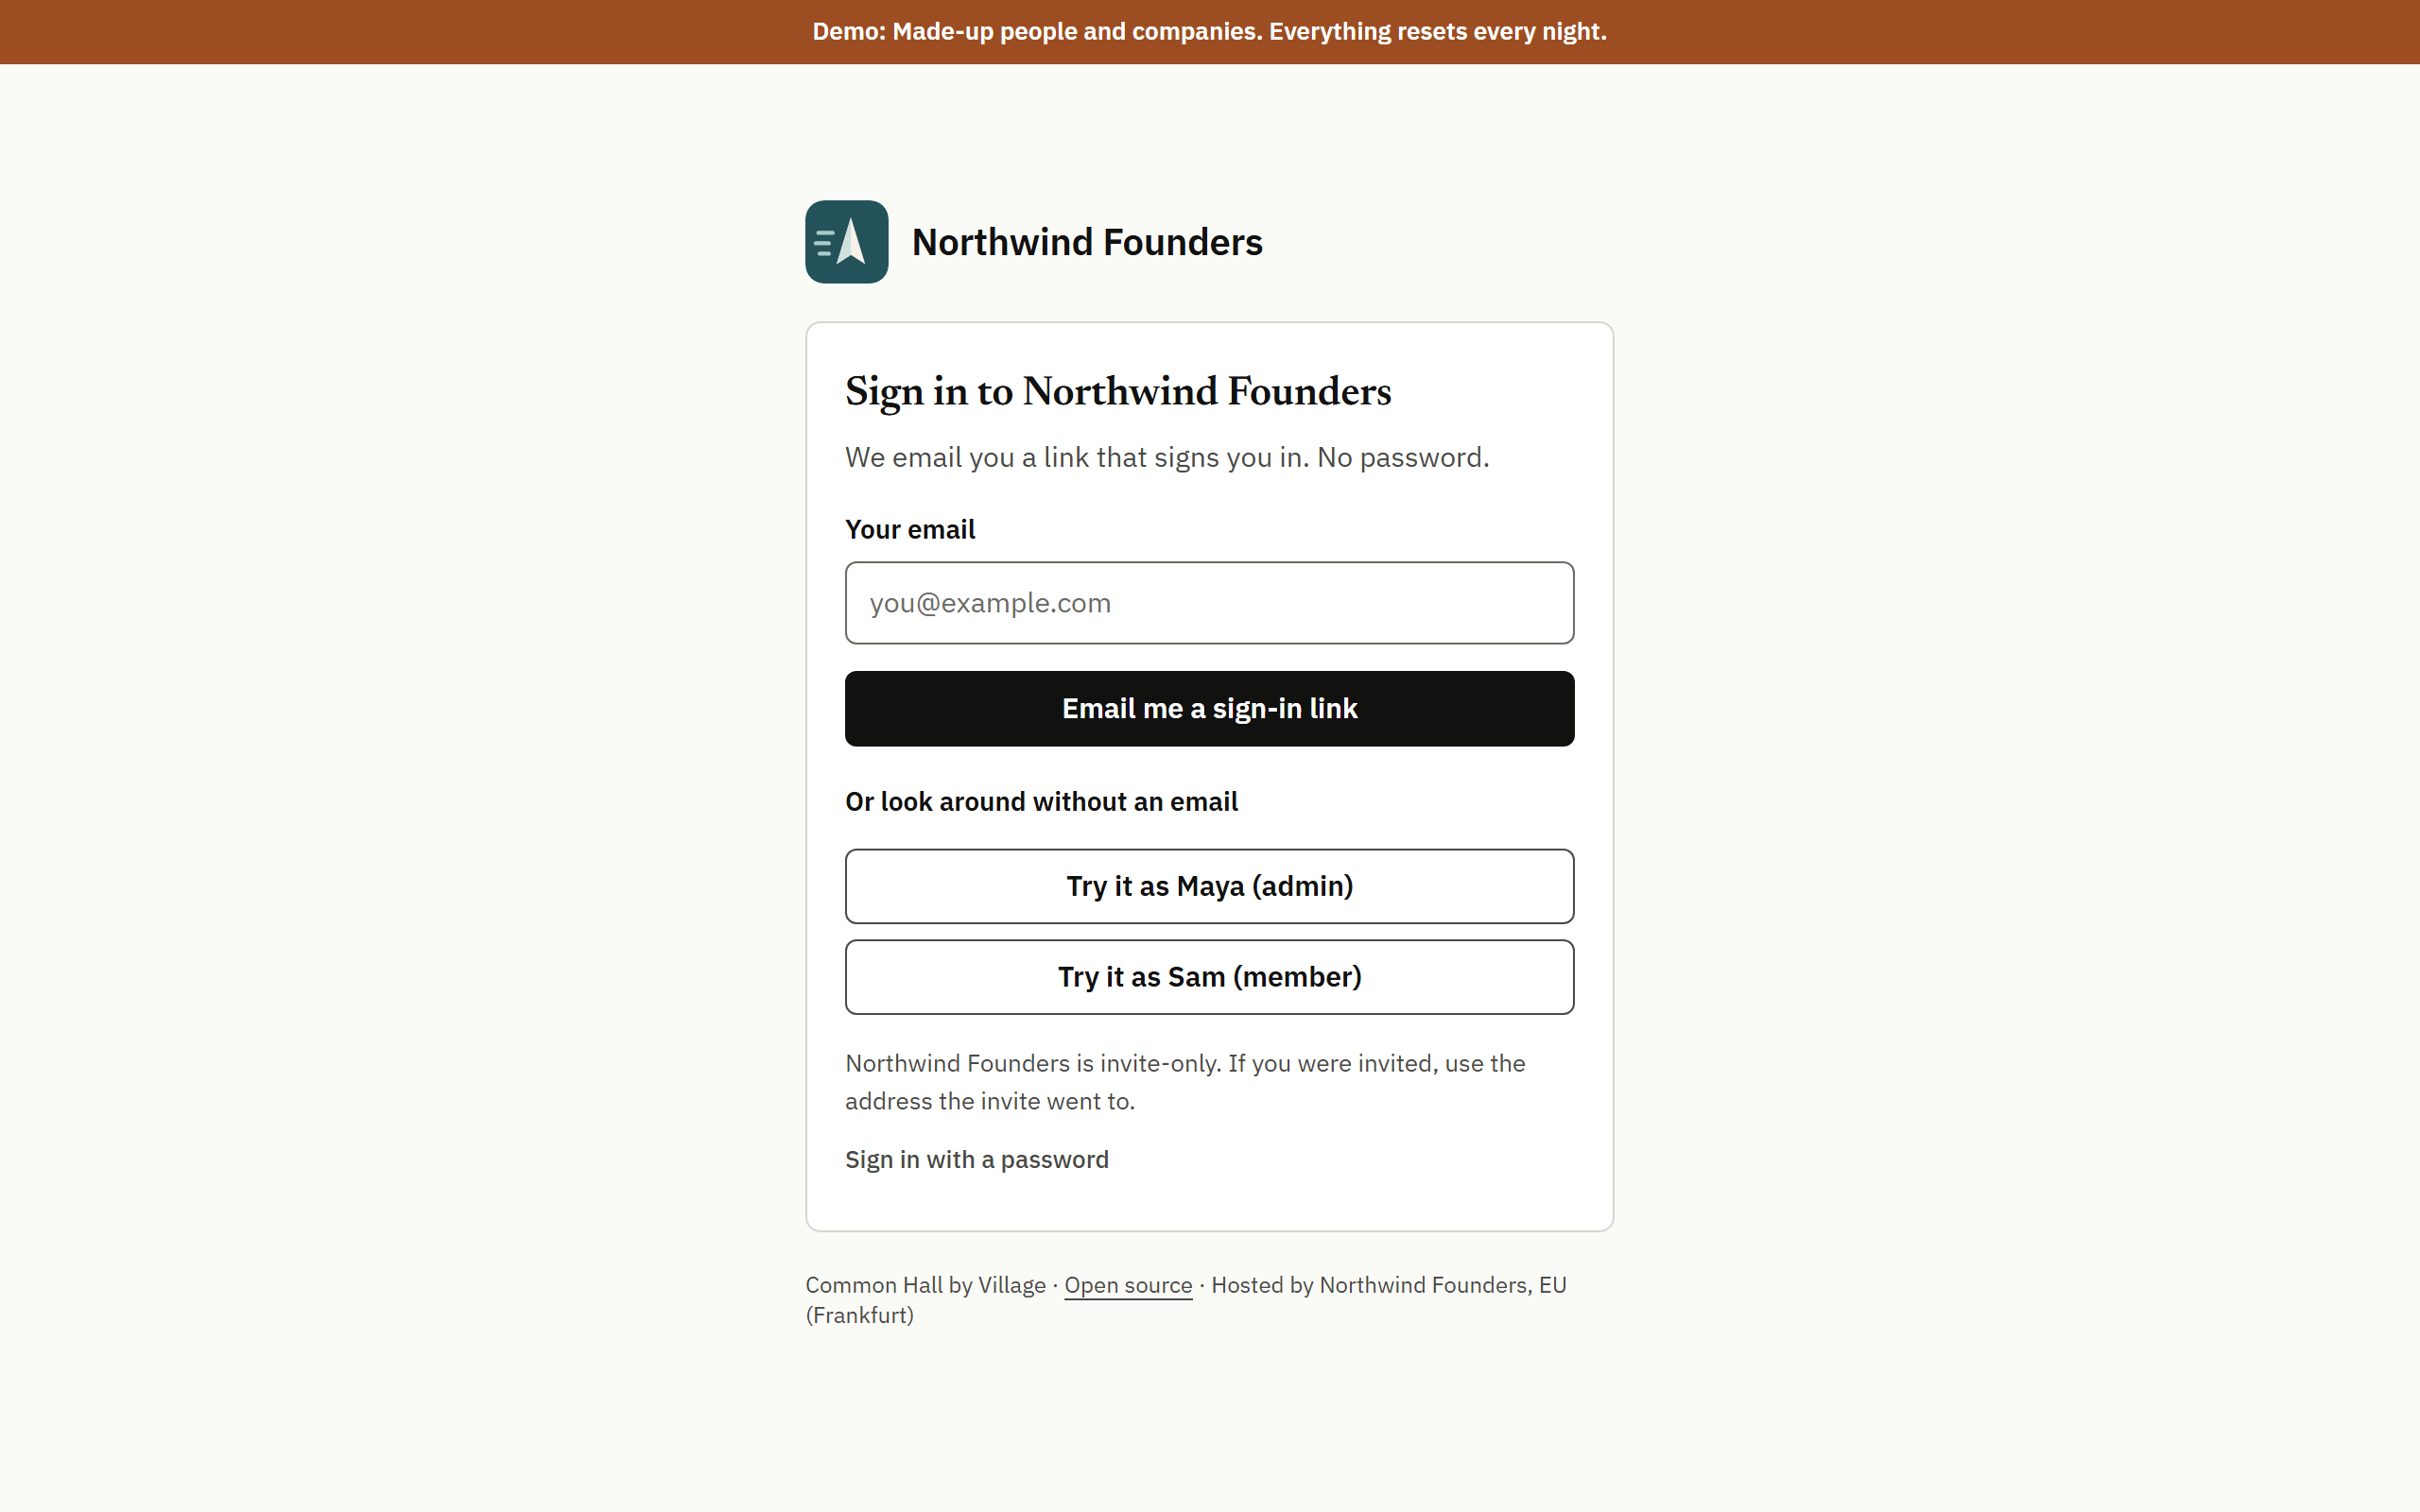 Demo: Made-up people and companies. Everything resets every night.
Northwind Founders
Sign in to Northwind Founders
We email you a link that signs you in. No password.
Your email
you@example.com
Email me a sign-in link
Or look around without an email
Try it as Maya (admin)
Try it as Sam (member)
Northwind Founders is invite-only. If you were invited, use the
address the invite went to.
Sign in with a password
Common Hall by Village · Open source · Hosted by Northwind Founders, EU
(Frankfurt)